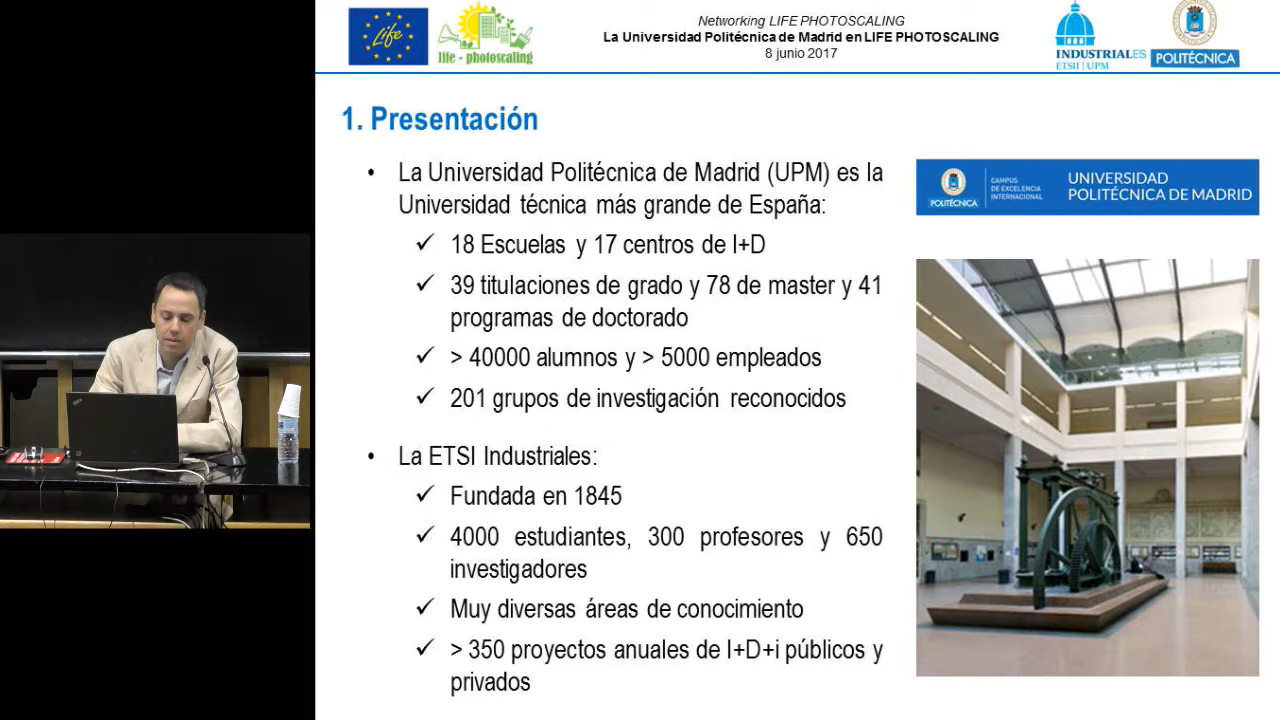 Life
life - photoscaling
Networking LIFE PHOTOSCALING
La Universidad Politécnica de Madrid en LIFE PHOTOSCALING
8 junio 2017
INDUSTRIALES
ETSII | UPM
POLITÉCNICA
1. Presentación
• La Universidad Politécnica de Madrid (UPM) es la
Universidad técnica más grande de España:
✓ 18 Escuelas y 17 centros de I+D
✓ 39 titulaciones de grado y 78 de master y 41
programas de doctorado
✓ > 40000 alumnos y > 5000 empleados
✓ 201 grupos de investigación reconocidos
• La ETSI Industriales:
✓ Fundada en 1845
✓ 4000 estudiantes, 300 profesores y 650
investigadores
✓ Muy diversas áreas de conocimiento
✓ > 350 proyectos anuales de I+D+i públicos y
privados
POLITÉCNICA
CAMPUS
DE EXCELENCIA
INTERNACIONAL
UNIVERSIDAD
POLITÉCNICA DE MADRID